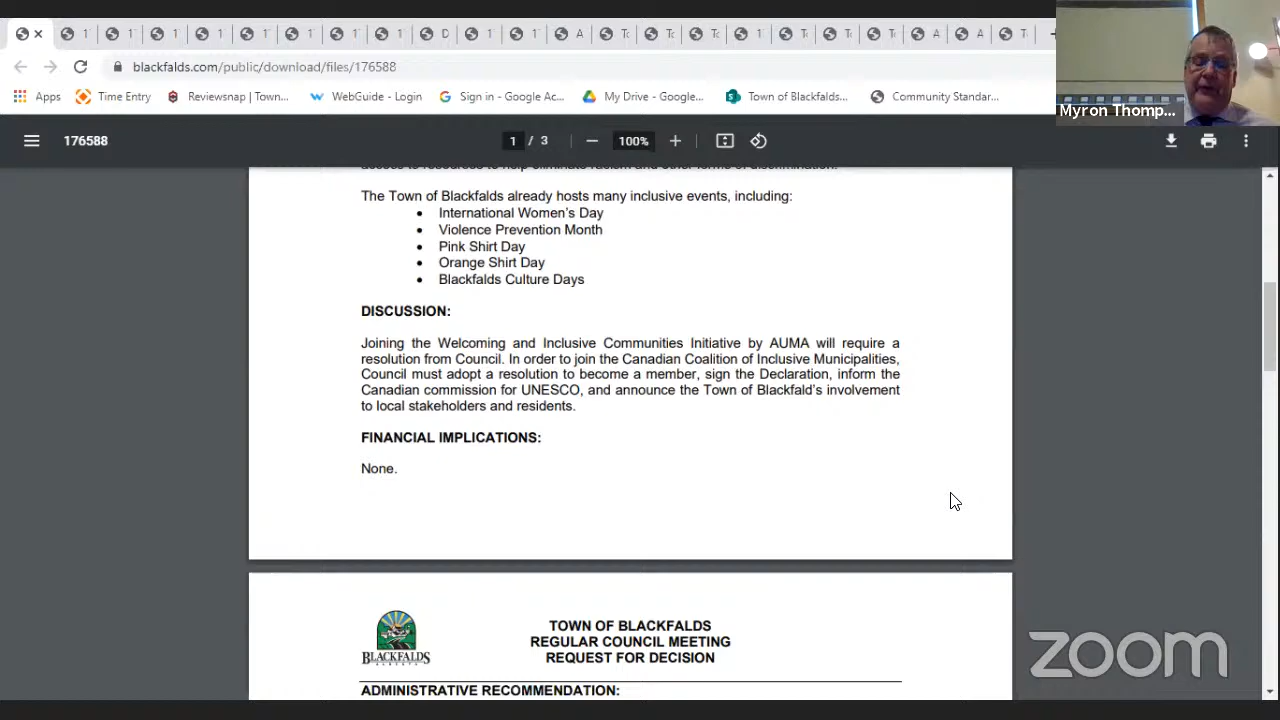 blackfalds.com/public/download/files/176588
Apps Time Entry Reviewsnap | Town... WebGuide - Login Sign in - Google Ac... My Drive - Google... Town of Blackfalds... Community Standar...
Myron Thomp...
176588 1 / 3 100%
The Town of Blackfalds already hosts many inclusive events, including:
• International Women's Day
• Violence Prevention Month
• Pink Shirt Day
• Orange Shirt Day
• Blackfalds Culture Days
DISCUSSION:
Joining the Welcoming and Inclusive Communities Initiative by AUMA will require a
resolution from Council. In order to join the Canadian Coalition of Inclusive Municipalities,
Council must adopt a resolution to become a member, sign the Declaration, inform the
Canadian commission for UNESCO, and announce the Town of Blackfald's involvement
to local stakeholders and residents.
FINANCIAL IMPLICATIONS:
None.
BLACKFALDS
ALBERTA
TOWN OF BLACKFALDS
REGULAR COUNCIL MEETING
REQUEST FOR DECISION
ADMINISTRATIVE RECOMMENDATION:
zoom